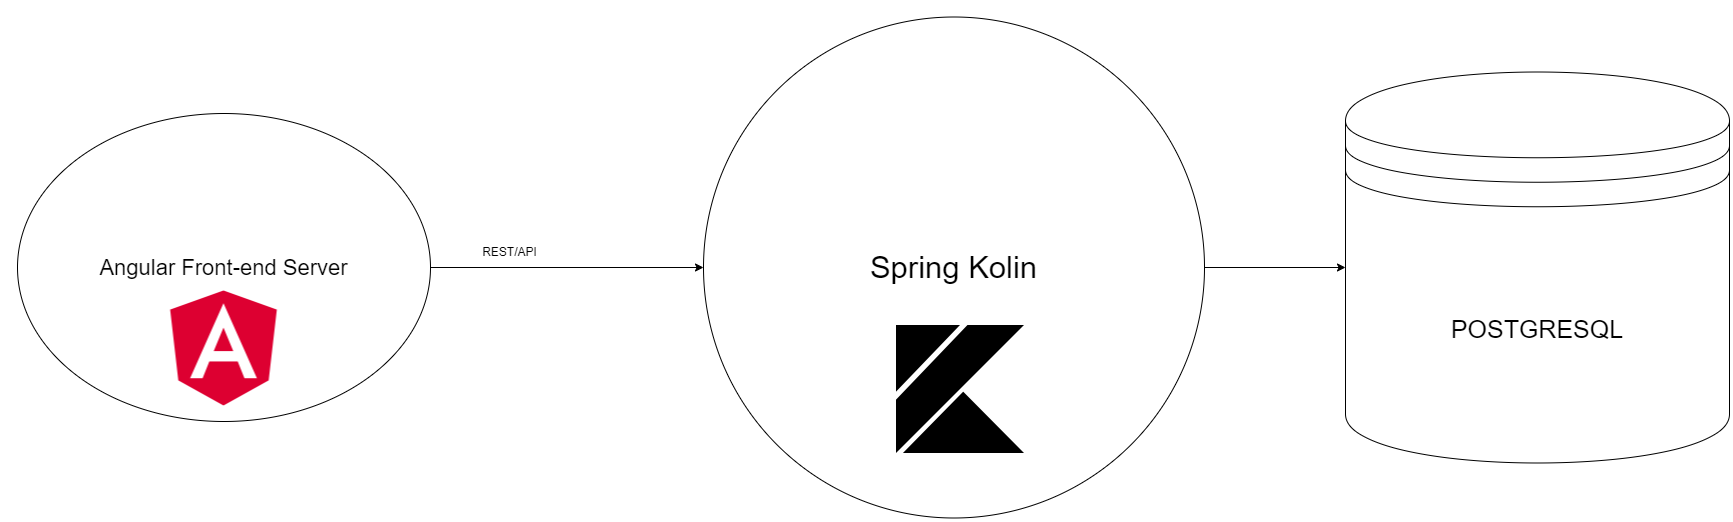 Angular Front-end Server
A
REST/API
Spring Kolin
POSTGRESQL